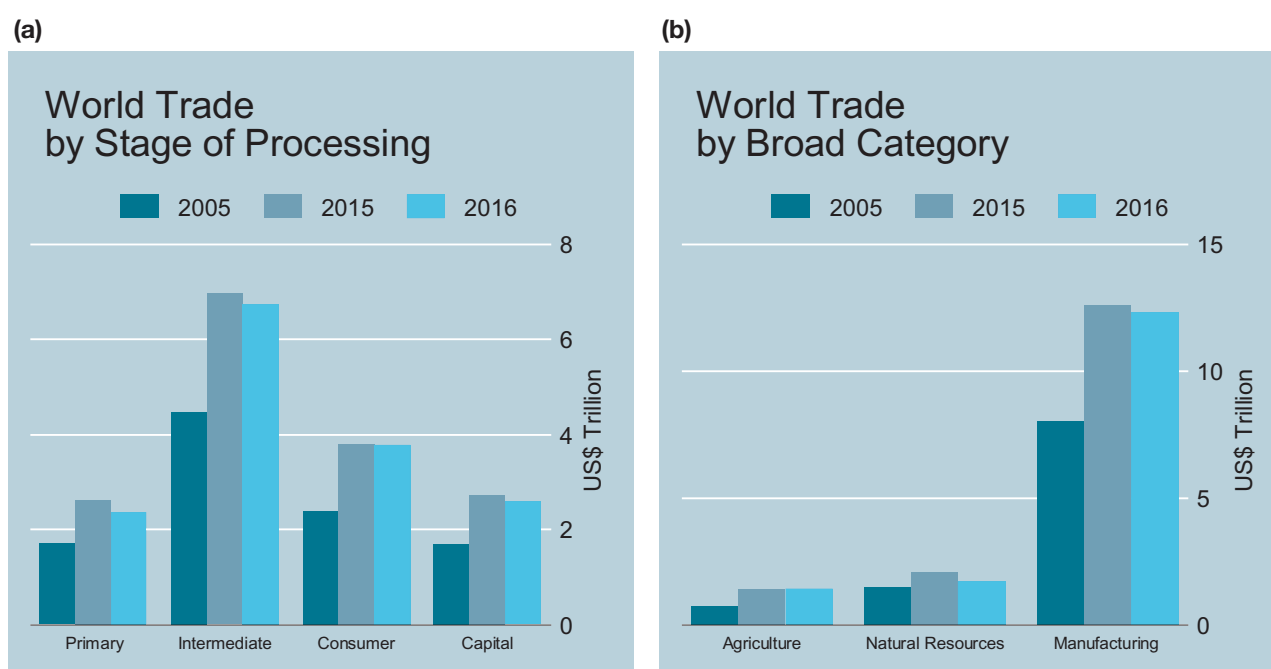 (a)
World Trade
by Stage of Processing
2005 2015 2016
8
6
4
2
0
US$ Trillion
Primary Intermediate Consumer Capital
(b)
World Trade
by Broad Category
2005 2015 2016
15
10
5
0
US$ Trillion
Agriculture Natural Resources Manufacturing